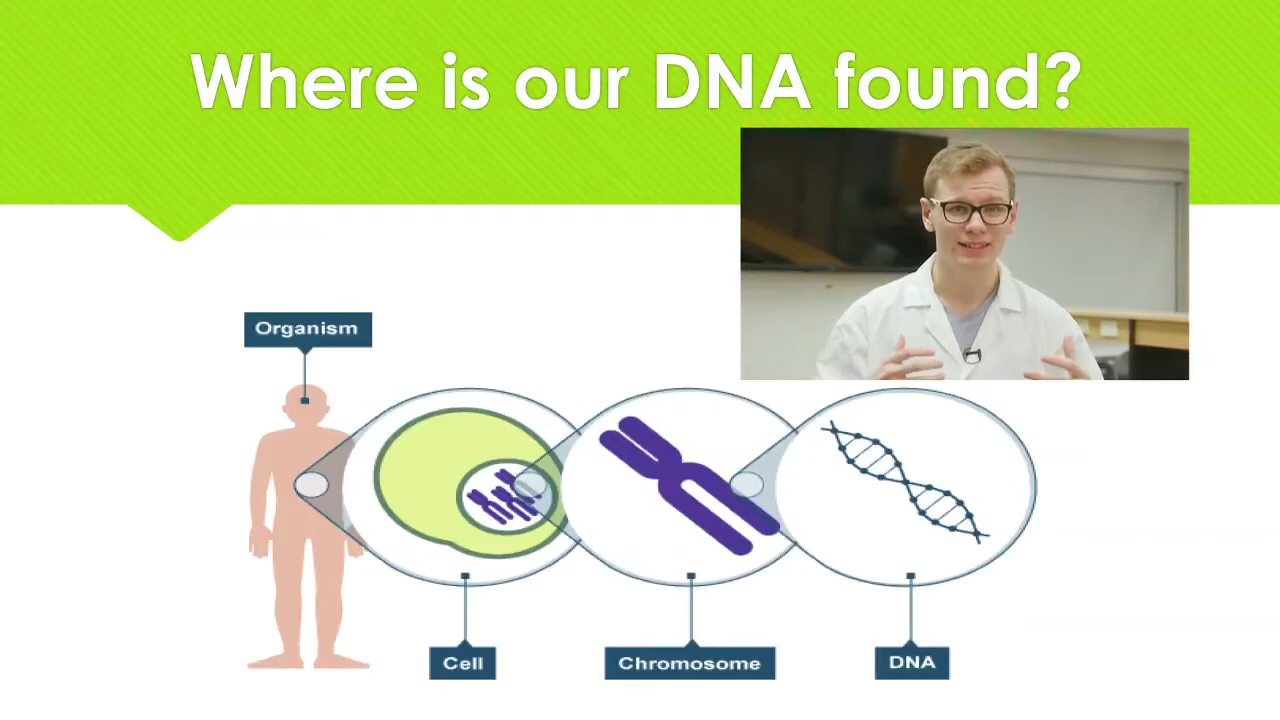 Where is our DNA found?
Organism
Cell
Chromosome
DNA